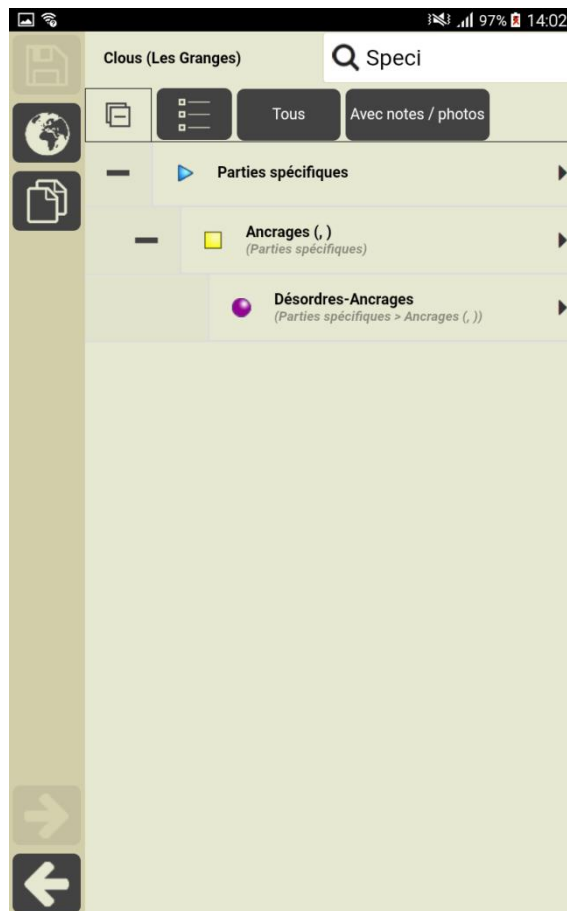 97% 14:02
Clous (Les Granges)
Speci
Tous
Avec notes / photos
Parties spécifiques
Ancrages (, )
(Parties spécifiques)
Désordres-Ancrages
(Parties spécifiques > Ancrages (, ))